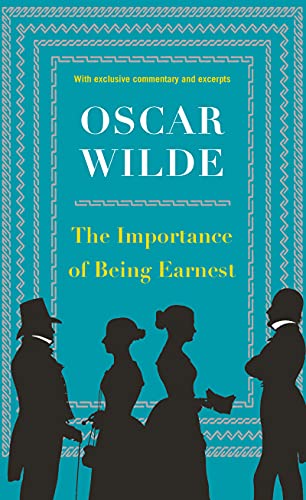 With exclusive commentary and excerpts
OSCAR
WILDE
The Importance
of Being Earnest